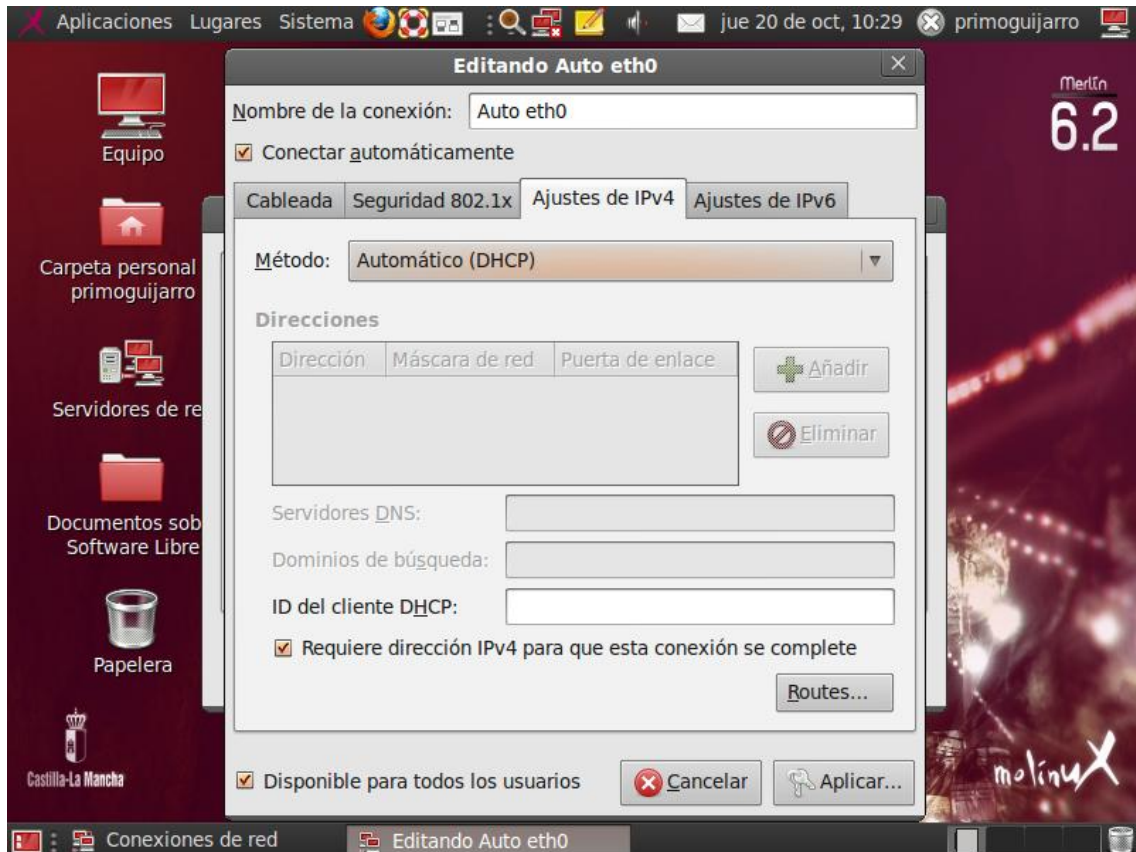 Aplicaciones Lugares Sistema
jue 20 de oct, 10:29
primoguijarro
Editando Auto eth0
Nombre de la conexión: Auto eth0
Conectar automáticamente
Cableada
Seguridad 802.1x
Ajustes de IPv4
Ajustes de IPv6
Método: Automático (DHCP)
Direcciones
Dirección
Máscara de red
Puerta de enlace
Añadir
Eliminar
Servidores DNS:
Dominios de búsqueda:
ID del cliente DHCP:
Requiere dirección IPv4 para que esta conexión se complete
Routes...
Disponible para todos los usuarios
Cancelar
Aplicar...
Equipo
Carpeta personal
primoguijarro
Servidores de re
Documentos sob
Software Libre
Papelera
Castilla-La Mancha
Merlín
6.2
molinux
Conexiones de red
Editando Auto eth0